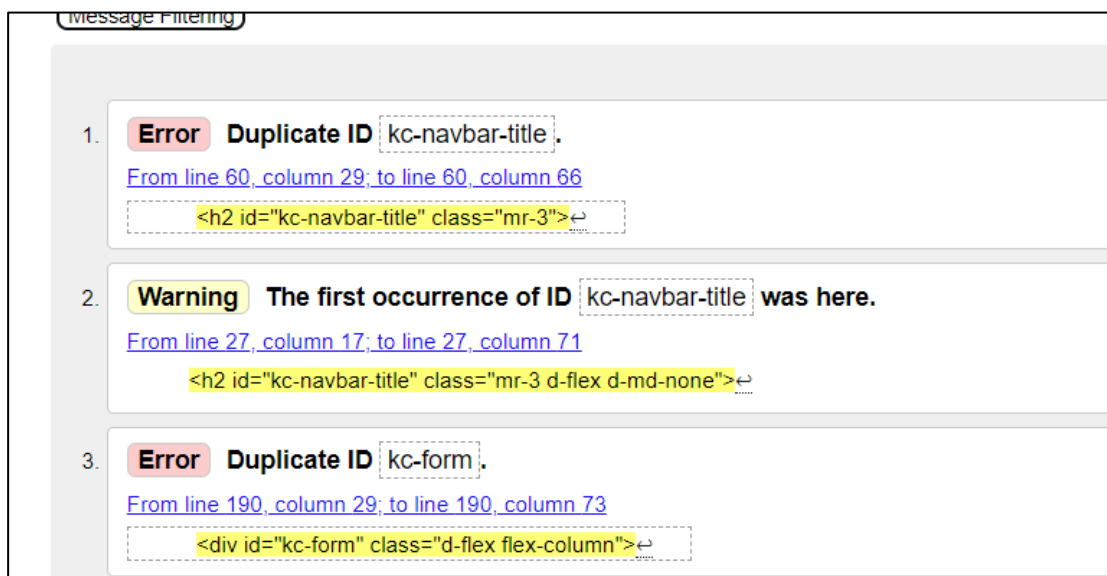 Message Filtering
1. Error Duplicate ID kc-navbar-title.
From line 60, column 29; to line 60, column 66
<h2 id="kc-navbar-title" class="mr-3">↩
2. Warning The first occurrence of ID kc-navbar-title was here.
From line 27, column 17; to line 27, column 71
<h2 id="kc-navbar-title" class="mr-3 d-flex d-md-none">↩
3. Error Duplicate ID kc-form.
From line 190, column 29; to line 190, column 73
<div id="kc-form" class="d-flex flex-column">↩